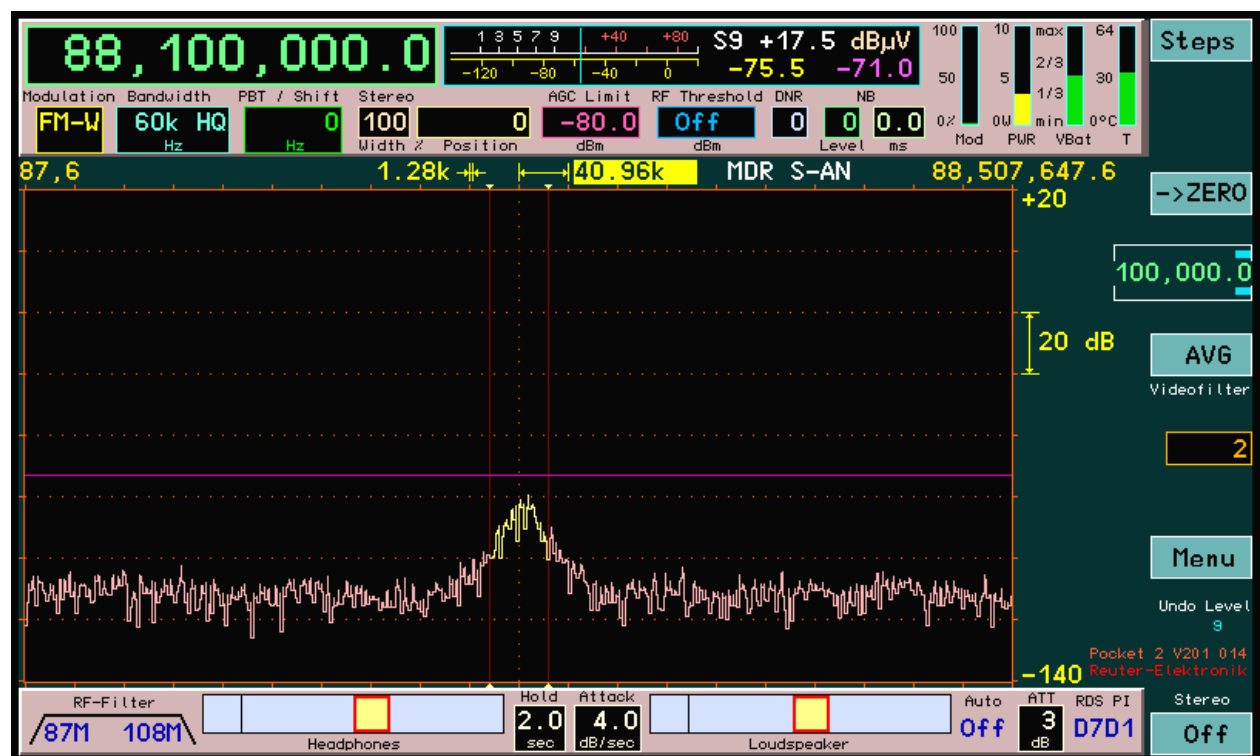 88,100,000.0
1 3 5 7 9 +40 +80
-120 -80 -40 0
S9 +17.5 dBµV
-75.5 -71.0
100 50 0% Mod
10 5 0W PWR
max 2/3 1/3 min VBat
64 30 0°C T
Steps
Modulation Bandwidth PBT / Shift Stereo AGC Limit RF Threshold DNR NB
FM-W 60k HQ 0 100 0 -80.0 Off 0 0 0.0
Hz Hz Width % Position dBm dBm Level ms
87,6 1.28k 40.96k MDR S-AN 88,507,647.6
+20
->ZERO
100,000.0
20 dB
AVG
Videofilter
2
Menu
Undo Level
9
Pocket 2 V201 014
-140 Reuter-Elektronik
RF-Filter
87M 108M
Headphones
Hold Attack
2.0 4.0
sec dB/sec
Loudspeaker
Auto ATT RDS PI
Off 3 D7D1
dB
Stereo
Off